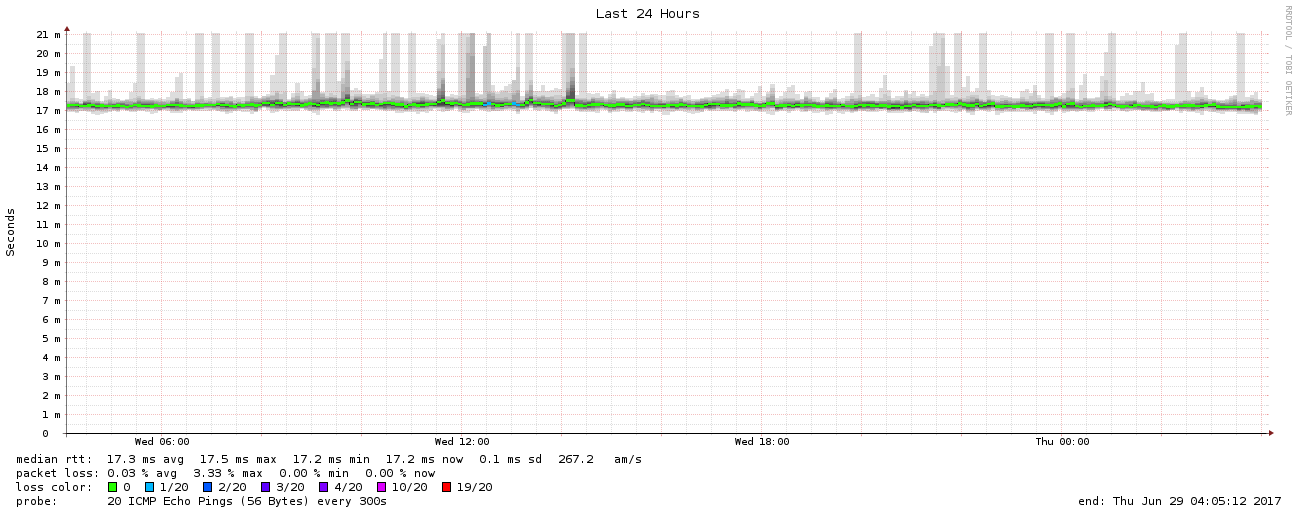 Last 24 Hours
RRDTOOL / TOBI OETIKER
21 m
20 m
19 m
18 m
17 m
16 m
15 m
14 m
13 m
12 m
11 m
10 m
9 m
8 m
7 m
6 m
5 m
4 m
3 m
2 m
1 m
0
Seconds
Wed 06:00 Wed 12:00 Wed 18:00 Thu 00:00
median rtt: 17.3 ms avg 17.5 ms max 17.2 ms min 17.2 ms now 0.1 ms sd 267.2 am/s
packet loss: 0.03 % avg 3.33 % max 0.00 % min 0.00 % now
loss color: 0 1/20 2/20 3/20 4/20 10/20 19/20
probe: 20 ICMP Echo Pings (56 Bytes) every 300s end: Thu Jun 29 04:05:12 2017